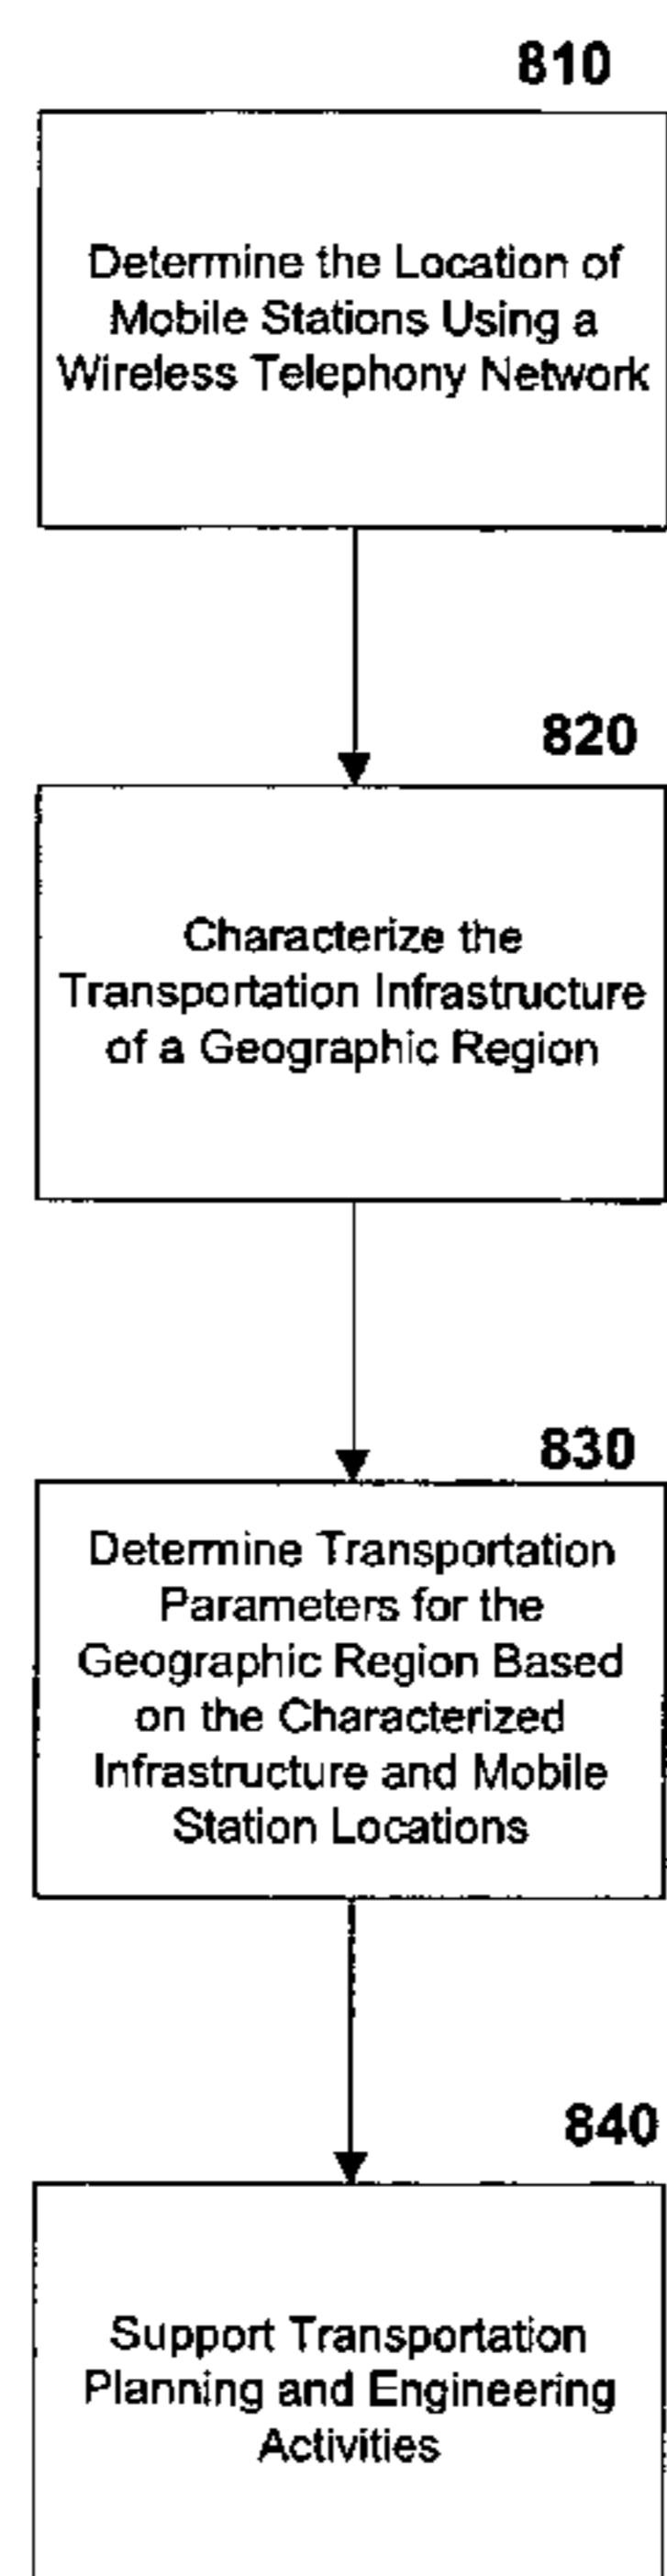 810
Determine the Location of
Mobile Stations Using a
Wireless Telephony Network
820
Characterize the
Transportation Infrastructure
of a Geographic Region
830
Determine Transportation
Parameters for the
Geographic Region Based
on the Characterized
Infrastructure and Mobile
Station Locations
840
Support Transportation
Planning and Engineering
Activities